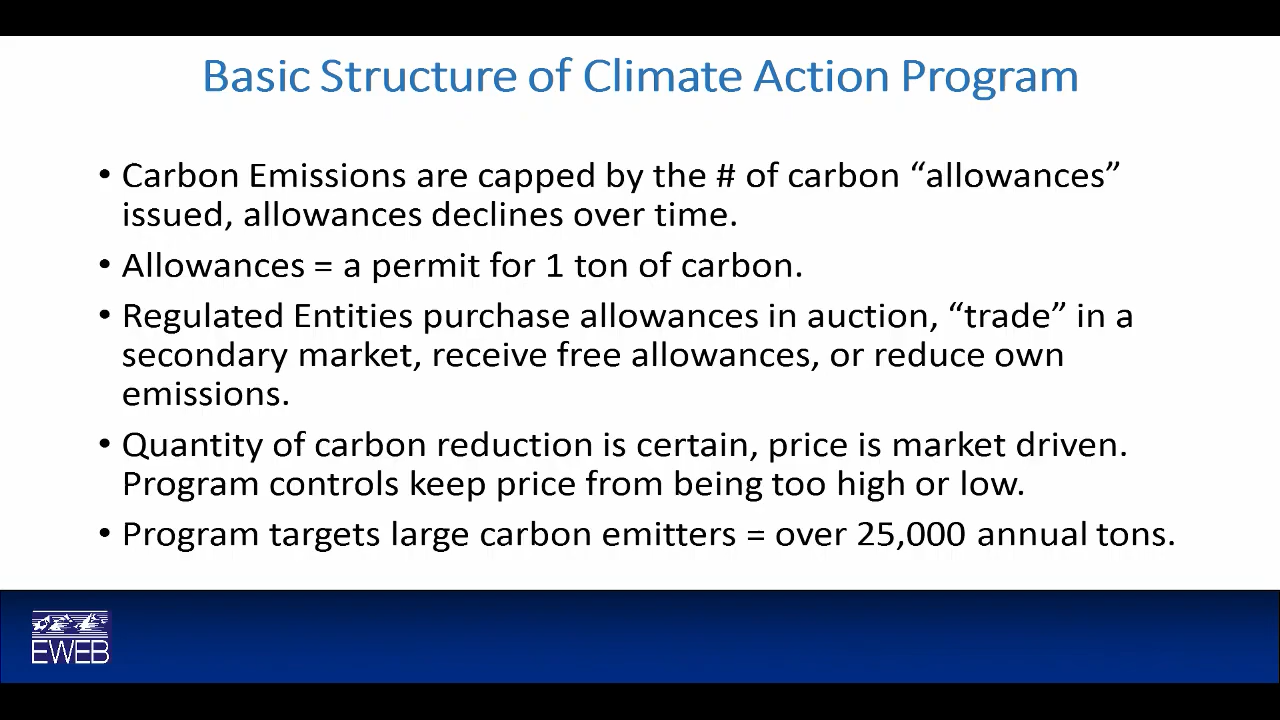 Basic Structure of Climate Action Program
• Carbon Emissions are capped by the # of carbon “allowances”
issued, allowances declines over time.
• Allowances = a permit for 1 ton of carbon.
• Regulated Entities purchase allowances in auction, “trade” in a
secondary market, receive free allowances, or reduce own
emissions.
• Quantity of carbon reduction is certain, price is market driven.
Program controls keep price from being too high or low.
• Program targets large carbon emitters = over 25,000 annual tons.
EWEB